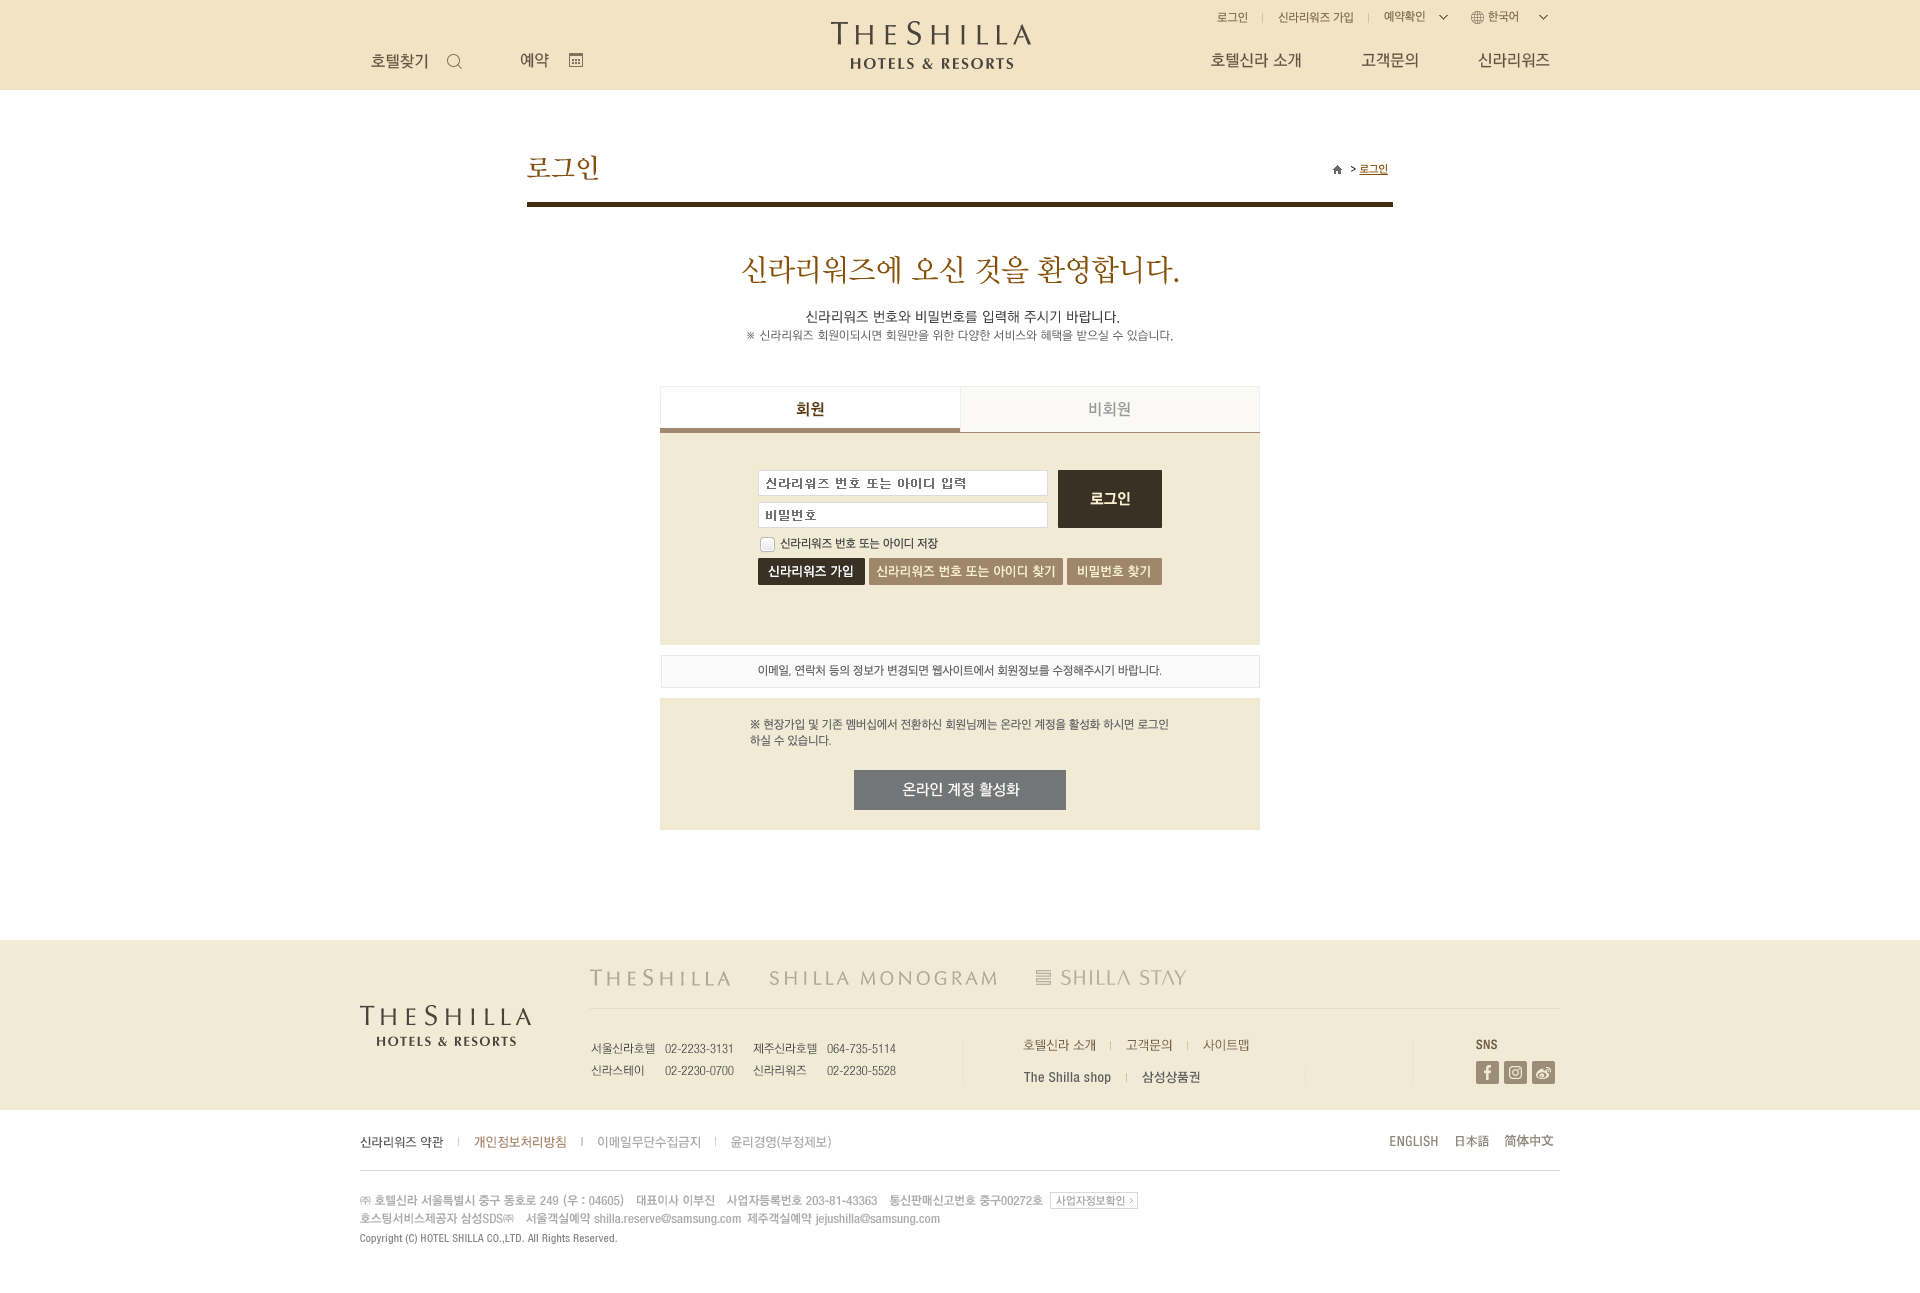 로그인
신라리워즈 가입
예약확인
한국어
호텔찾기
예약
THE SHILLA
HOTELS & RESORTS
호텔신라 소개
고객문의
신라리워즈
로그인
> 로그인
신라리워즈에 오신 것을 환영합니다.
신라리워즈 번호와 비밀번호를 입력해 주시기 바랍니다.
※ 신라리워즈 회원이되시면 회원만을 위한 다양한 서비스와 혜택을 받으실 수 있습니다.
회원
비회원
신라리워즈 번호 또는 아이디 입력
비밀번호
로그인
신라리워즈 번호 또는 아이디 저장
신라리워즈 가입
신라리워즈 번호 또는 아이디 찾기
비밀번호 찾기
이메일, 연락처 등의 정보가 변경되면 웹사이트에서 회원정보를 수정해주시기 바랍니다.
※ 현장가입 및 기존 멤버십에서 전환하신 회원님께는 온라인 계정을 활성화 하시면 로그인
하실 수 있습니다.
온라인 계정 활성화
THE SHILLA
SHILLA MONOGRAM
SHILLA STAY
THE SHILLA
HOTELS & RESORTS
서울신라호텔 02-2233-3131 제주신라호텔 064-735-5114
신라스테이 02-2230-0700 신라리워즈 02-2230-5528
호텔신라 소개
고객문의
사이트맵
The Shilla shop
삼성상품권
SNS
신라리워즈 약관
개인정보처리방침
이메일무단수집금지
윤리경영(부정제보)
ENGLISH
日本語
简体中文
㈜ 호텔신라 서울특별시 중구 동호로 249 (우 : 04605) 대표이사 이부진 사업자등록번호 203-81-43363 통신판매신고번호 중구00272호 사업자정보확인 >
호스팅서비스제공자 삼성SDS㈜ 서울객실예약 shilla.reserve@samsung.com 제주객실예약 jejushilla@samsung.com
Copyright (C) HOTEL SHILLA CO.,LTD. All Rights Reserved.